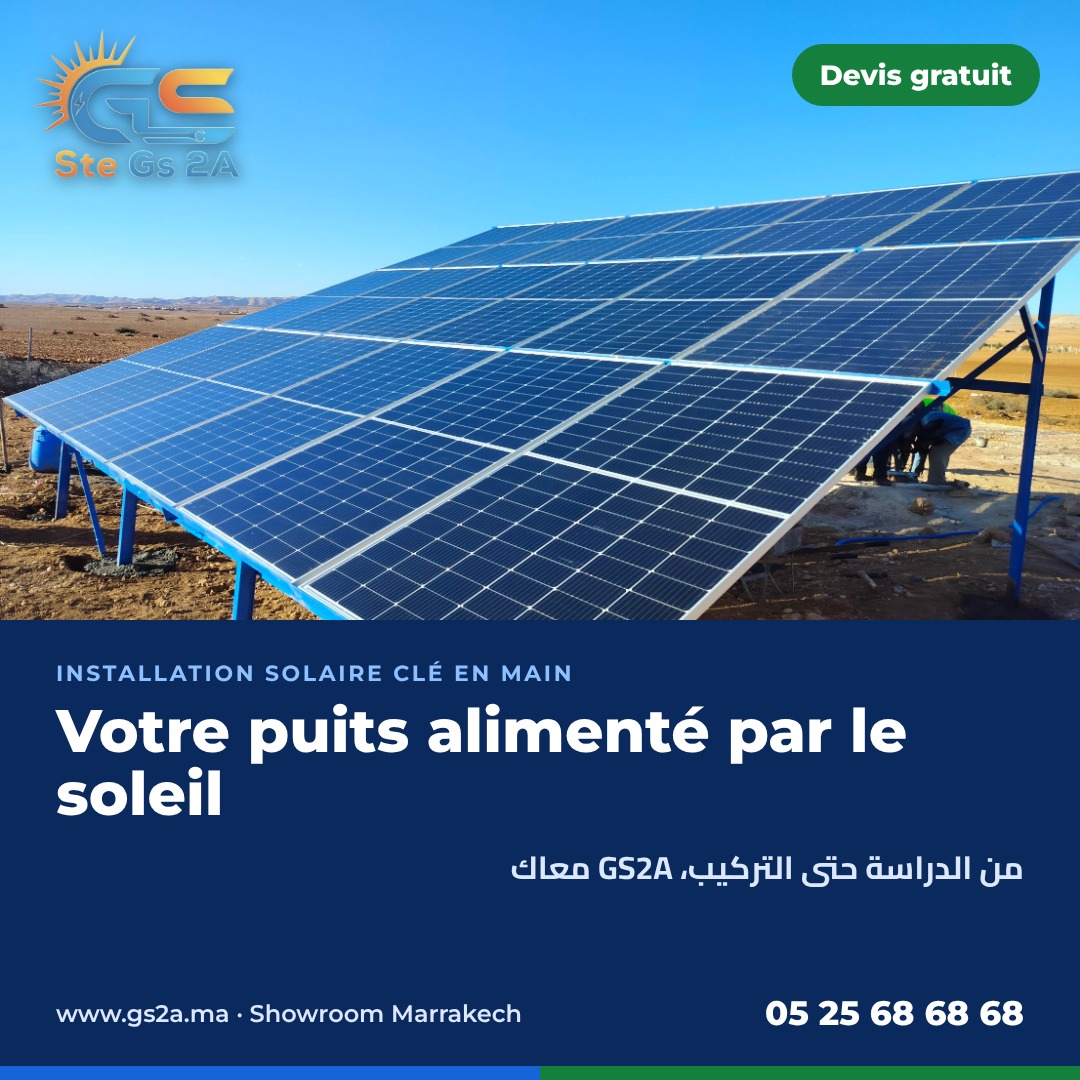 GS
Ste Gs 2A
Devis gratuit
INSTALLATION SOLAIRE CLÉ EN MAIN
Votre puits alimenté par le
soleil
من الدراسة حتى التركيب، GS2A معاك
www.gs2a.ma · Showroom Marrakech
05 25 68 68 68